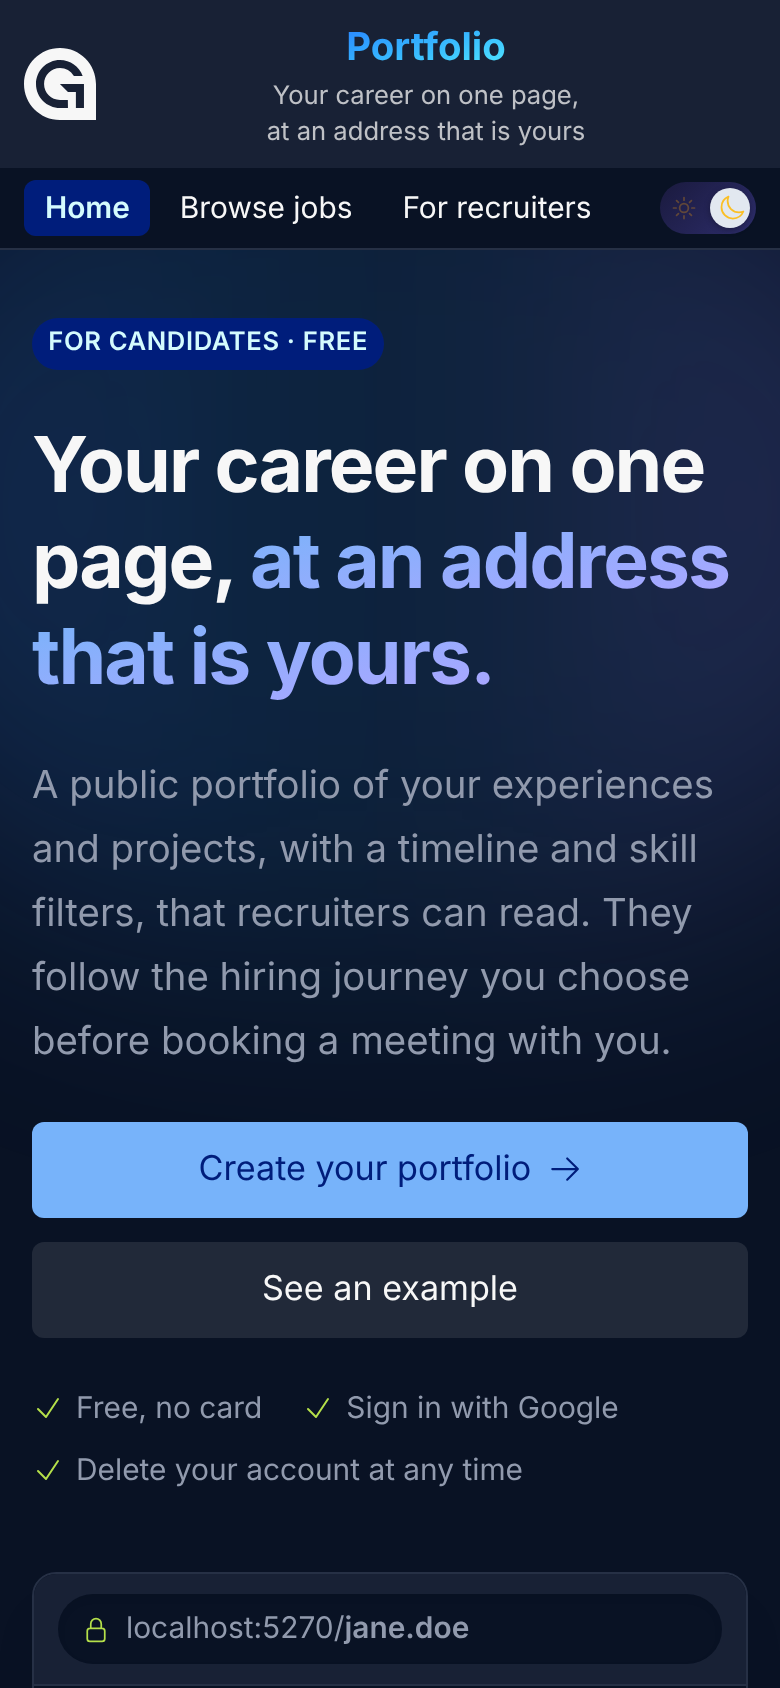 Portfolio
Your career on one page,
at an address that is yours
Home
Browse jobs
For recruiters
FOR CANDIDATES · FREE
Your career on one
page, at an address
that is yours.
A public portfolio of your experiences
and projects, with a timeline and skill
filters, that recruiters can read. They
follow the hiring journey you choose
before booking a meeting with you.
Create your portfolio →
See an example
Free, no card
Sign in with Google
Delete your account at any time
localhost:5270/jane.doe